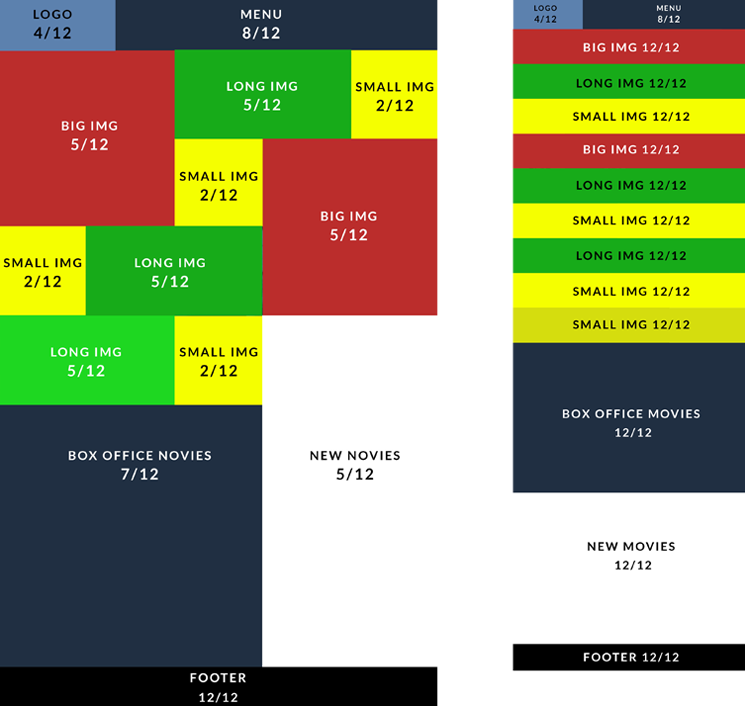 LOGO
4/12
MENU
8/12
BIG IMG
5/12
LONG IMG
5/12
SMALL IMG
2/12
SMALL IMG
2/12
BIG IMG
5/12
SMALL IMG
2/12
LONG IMG
5/12
LONG IMG
5/12
SMALL IMG
2/12
BOX OFFICE NOVIES
7/12
NEW NOVIES
5/12
FOOTER
12/12
LOGO
4/12
MENU
8/12
BIG IMG 12/12
LONG IMG 12/12
SMALL IMG 12/12
BIG IMG 12/12
LONG IMG 12/12
SMALL IMG 12/12
LONG IMG 12/12
SMALL IMG 12/12
SMALL IMG 12/12
BOX OFFICE MOVIES
12/12
NEW MOVIES
12/12
FOOTER 12/12